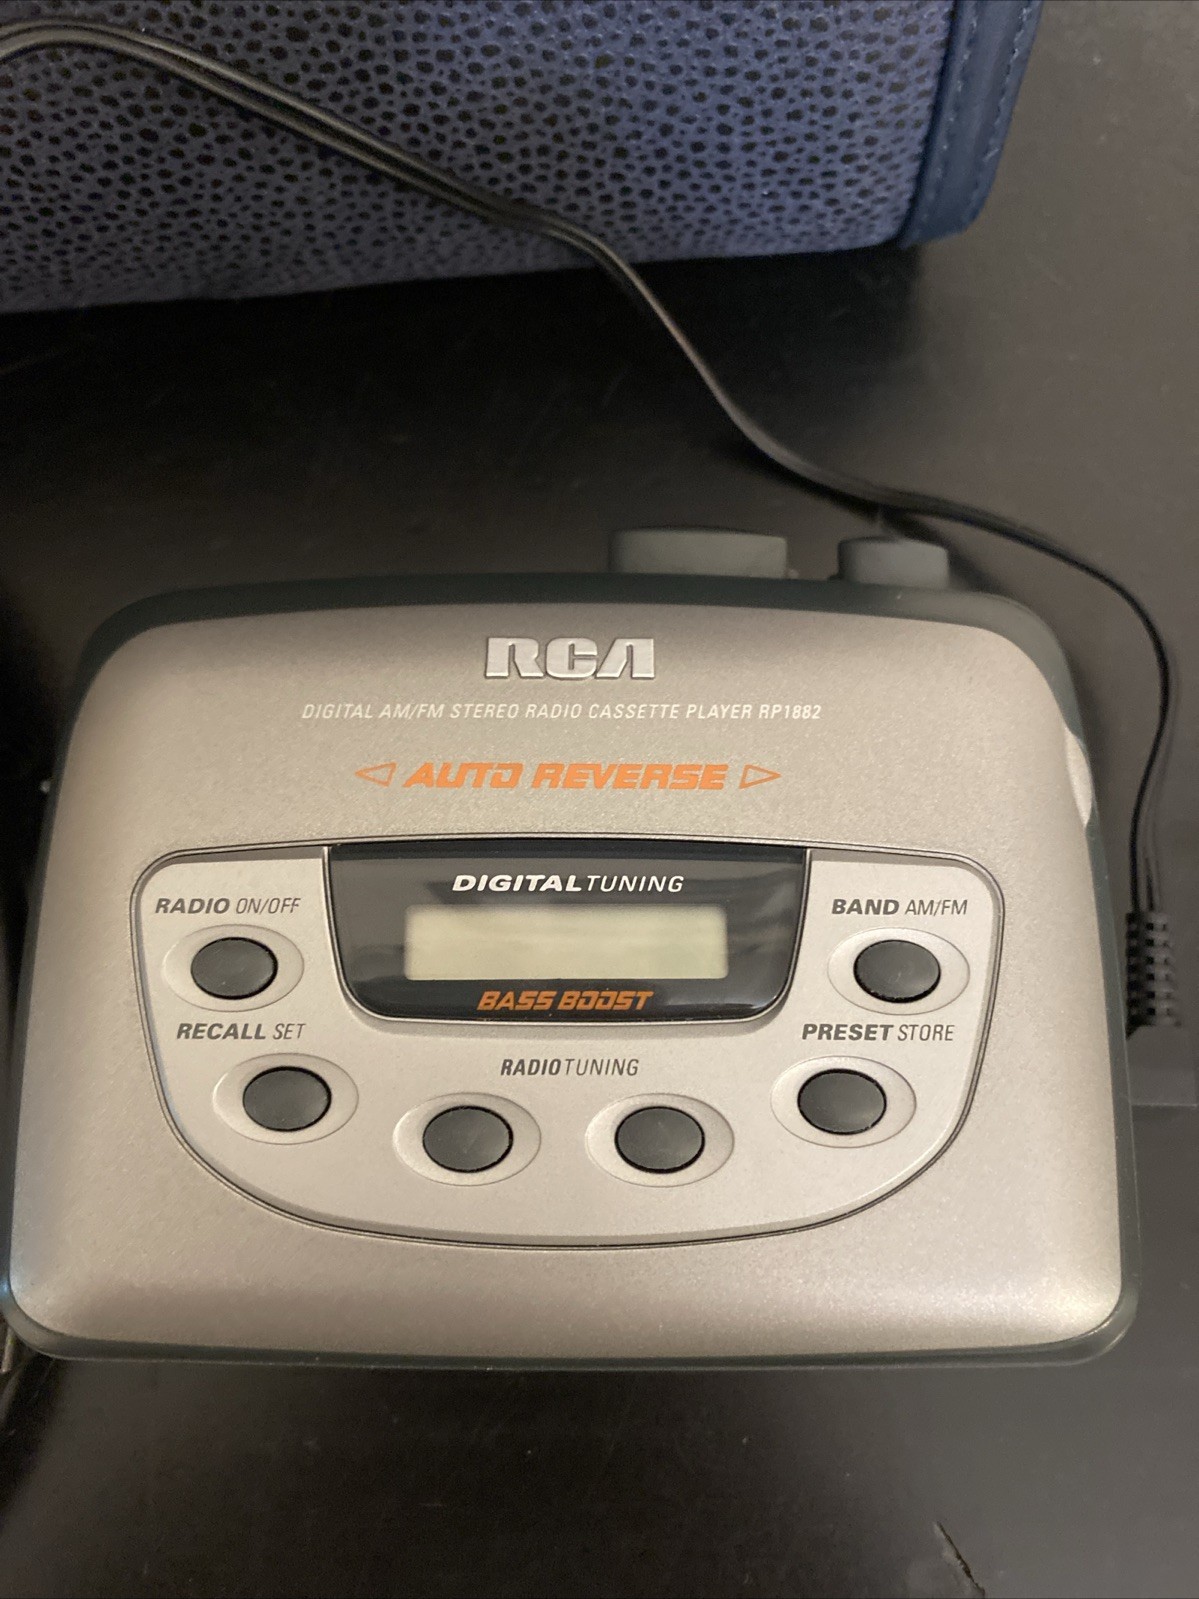 RCA
DIGITAL AM/FM STEREO RADIO CASSETTE PLAYER RP1882
AUTO REVERSE
DIGITAL TUNING
RADIO ON/OFF
BAND AM/FM
BASS BOOST
RECALL SET
PRESET STORE
RADIO TUNING